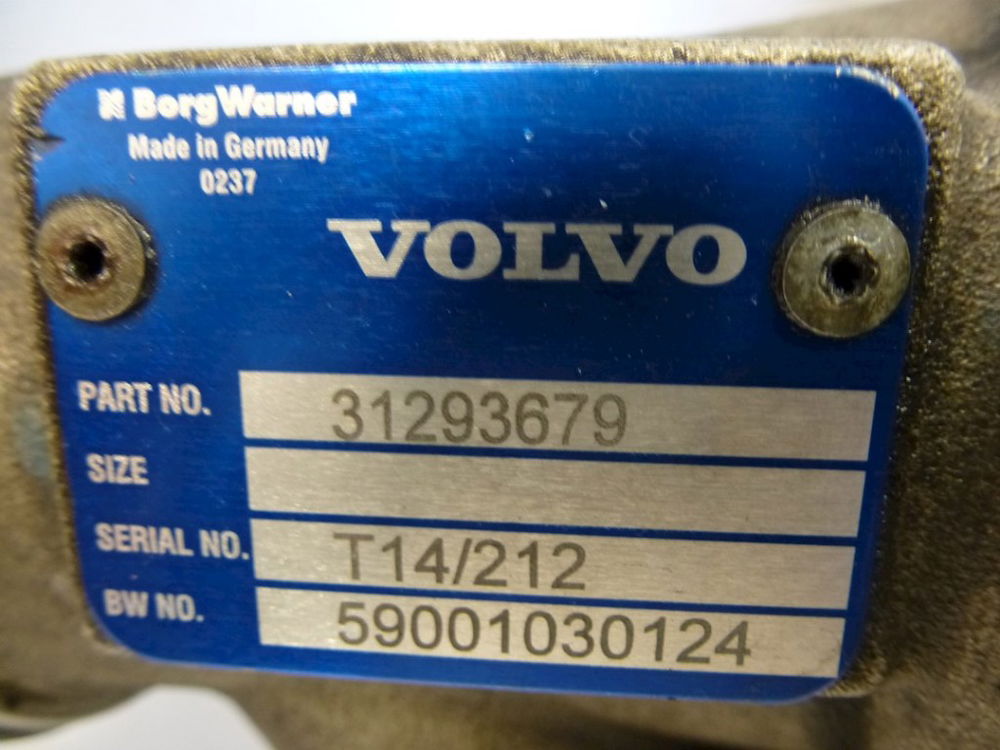 BorgWarner
Made in Germany
0237
VOLVO
PART NO. 31293679
SIZE
SERIAL NO. T14/212
BW NO. 59001030124